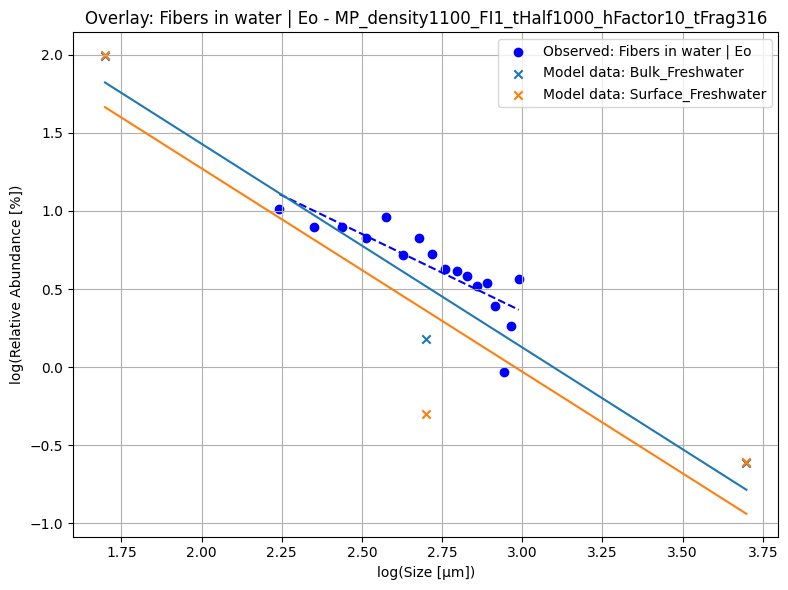 Overlay: Fibers in water | Eo - MP_density1100_FI1_tHalf1000_hFactor10_tFrag316
Observed: Fibers in water | Eo
Model data: Bulk_Freshwater
Model data: Surface_Freshwater
log(Relative Abundance [%])
2.0
1.5
1.0
0.5
0.0
−0.5
−1.0
1.75
2.00
2.25
2.50
2.75
3.00
3.25
3.50
3.75
log(Size [µm])